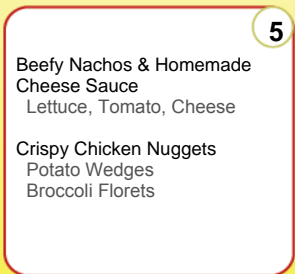 5
Beefy Nachos & Homemade
Cheese Sauce
Lettuce, Tomato, Cheese
Crispy Chicken Nuggets
Potato Wedges
Broccoli Florets